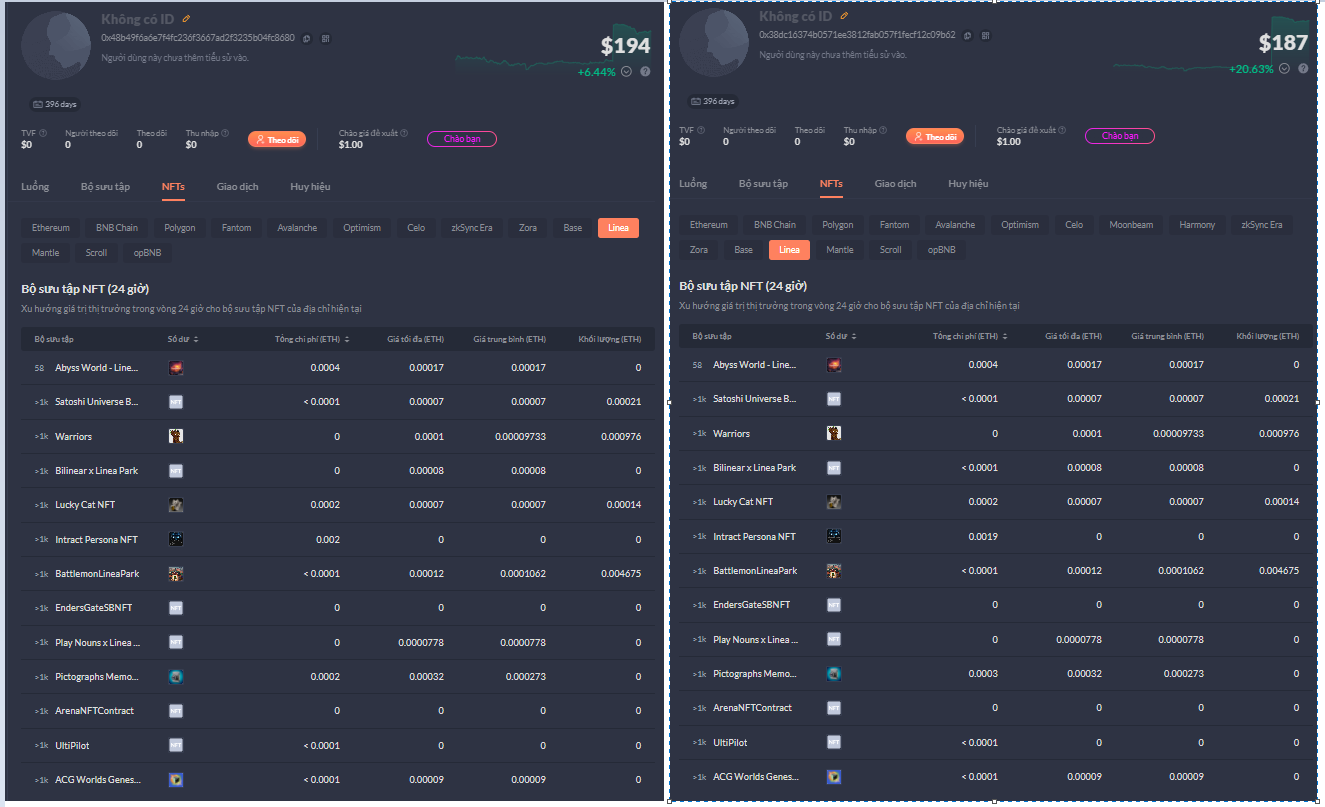 Không có ID
0x48b49f6a6e7f4fc236f3667ad2f3235b04fc8680
Người dùng này chưa thêm tiểu sử vào.
$194
+6.44%
396 days
TVF Người theo dõi Theo dõi Thu nhập Theo dõi Chào giá đề xuất Chào bạn
$0 0 0 $0 $1.00
Luồng Bộ sưu tập NFTs Giao dịch Huy hiệu
Ethereum BNB Chain Polygon Fantom Avalanche Optimism Celo zkSync Era Zora Base Linea
Mantle Scroll opBNB
Bộ sưu tập NFT (24 giờ)
Xu hướng giá trị thị trường trong vòng 24 giờ cho bộ sưu tập NFT của địa chỉ hiện tại
Bộ sưu tập Số dư Tổng chi phí (ETH) Giá tối đa (ETH) Giá trung bình (ETH) Khối lượng (ETH)
58 Abyss World - Line... 0.0004 0.00017 0.00017 0
>1k Satoshi Universe B... NFT < 0.0001 0.00007 0.00007 0.00021
>1k Warriors 0 0.0001 0.00009733 0.000976
>1k Bilinear x Linea Park NFT 0 0.00008 0.00008 0
>1k Lucky Cat NFT 0.0002 0.00007 0.00007 0.00014
>1k Intract Persona NFT 0.002 0 0 0
>1k BattlemonLineaPark < 0.0001 0.00012 0.0001062 0.004675
>1k EndersGateSBNFT NFT 0 0 0 0
>1k Play Nouns x Linea ... NFT 0 0.0000778 0.0000778 0
>1k Pictographs Memo... 0.0002 0.00032 0.000273 0
>1k ArenaNFTContract NFT 0 0 0 0
>1k UltiPilot NFT < 0.0001 0 0 0
>1k ACG Worlds Genes... < 0.0001 0.00009 0.00009 0
Không có ID
0x38dc16374b0571ee3812fab057f1fecf12c09b62
Người dùng này chưa thêm tiểu sử vào.
$187
+20.63%
396 days
TVF Người theo dõi Theo dõi Thu nhập Theo dõi Chào giá đề xuất Chào bạn
$0 0 0 $0 $1.00
Luồng Bộ sưu tập NFTs Giao dịch Huy hiệu
Ethereum BNB Chain Polygon Fantom Avalanche Optimism Celo Moonbeam Harmony zkSync Era
Zora Base Linea Mantle Scroll opBNB
Bộ sưu tập NFT (24 giờ)
Xu hướng giá trị thị trường trong vòng 24 giờ cho bộ sưu tập NFT của địa chỉ hiện tại
Bộ sưu tập Số dư Tổng chi phí (ETH) Giá tối đa (ETH) Giá trung bình (ETH) Khối lượng (ETH)
58 Abyss World - Line... 0.0004 0.00017 0.00017 0
>1k Satoshi Universe B... NFT < 0.0001 0.00007 0.00007 0.00021
>1k Warriors 0 0.0001 0.00009733 0.000976
>1k Bilinear x Linea Park NFT < 0.0001 0.00008 0.00008 0
>1k Lucky Cat NFT 0.0002 0.00007 0.00007 0.00014
>1k Intract Persona NFT 0.0019 0 0 0
>1k BattlemonLineaPark < 0.0001 0.00012 0.0001062 0.004675
>1k EndersGateSBNFT NFT 0 0 0 0
>1k Play Nouns x Linea ... NFT 0 0.0000778 0.0000778 0
>1k Pictographs Memo... 0.0003 0.00032 0.000273 0
>1k ArenaNFTContract NFT 0 0 0 0
>1k UltiPilot NFT < 0.0001 0 0 0
>1k ACG Worlds Genes... < 0.0001 0.00009 0.00009 0